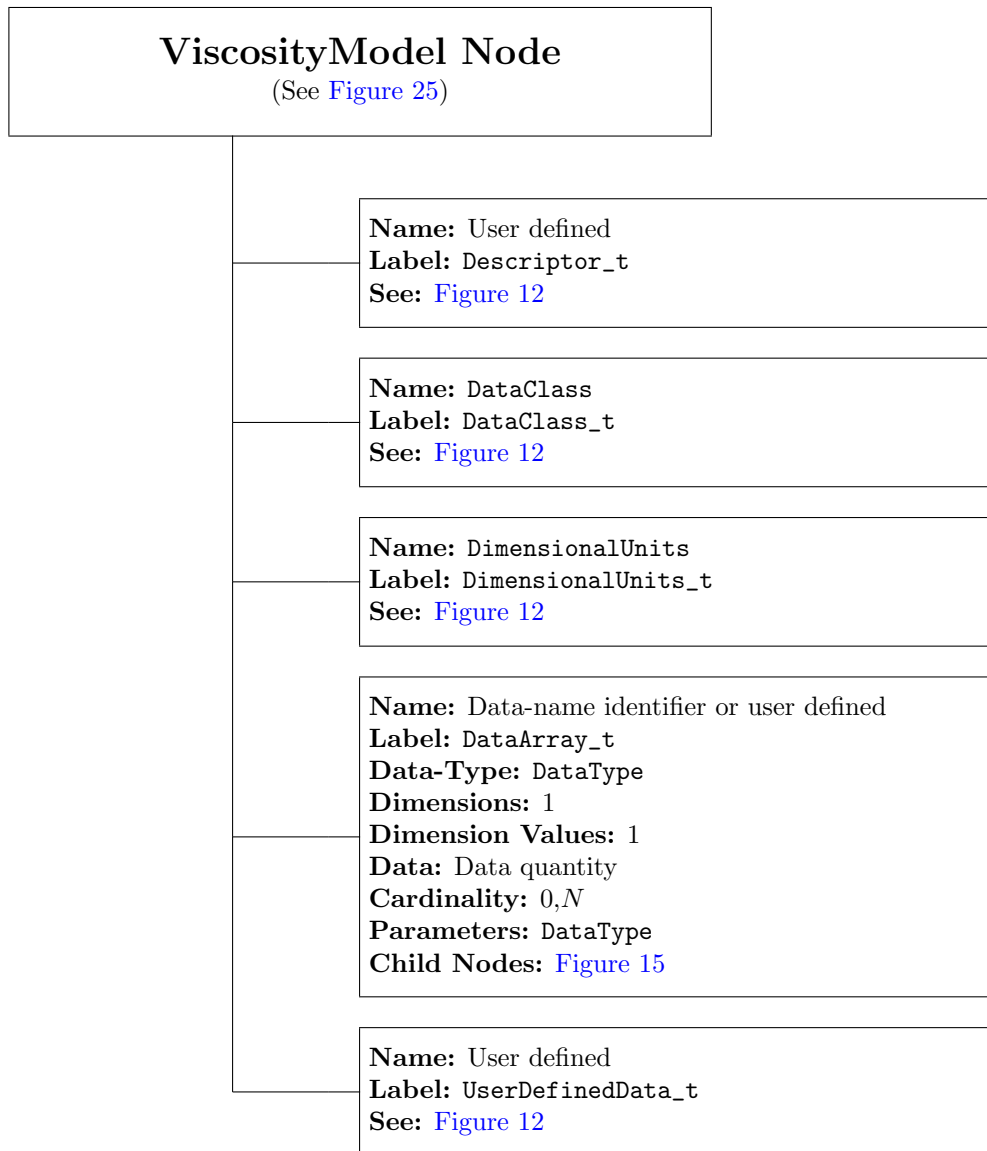 ViscosityModel Node
(See Figure 25)
Name: User defined
Label: Descriptor_t
See: Figure 12
Name: DataClass
Label: DataClass_t
See: Figure 12
Name: DimensionalUnits
Label: DimensionalUnits_t
See: Figure 12
Name: Data-name identifier or user defined
Label: DataArray_t
Data-Type: DataType
Dimensions: 1
Dimension Values: 1
Data: Data quantity
Cardinality: 0,N
Parameters: DataType
Child Nodes: Figure 15
Name: User defined
Label: UserDefinedData_t
See: Figure 12